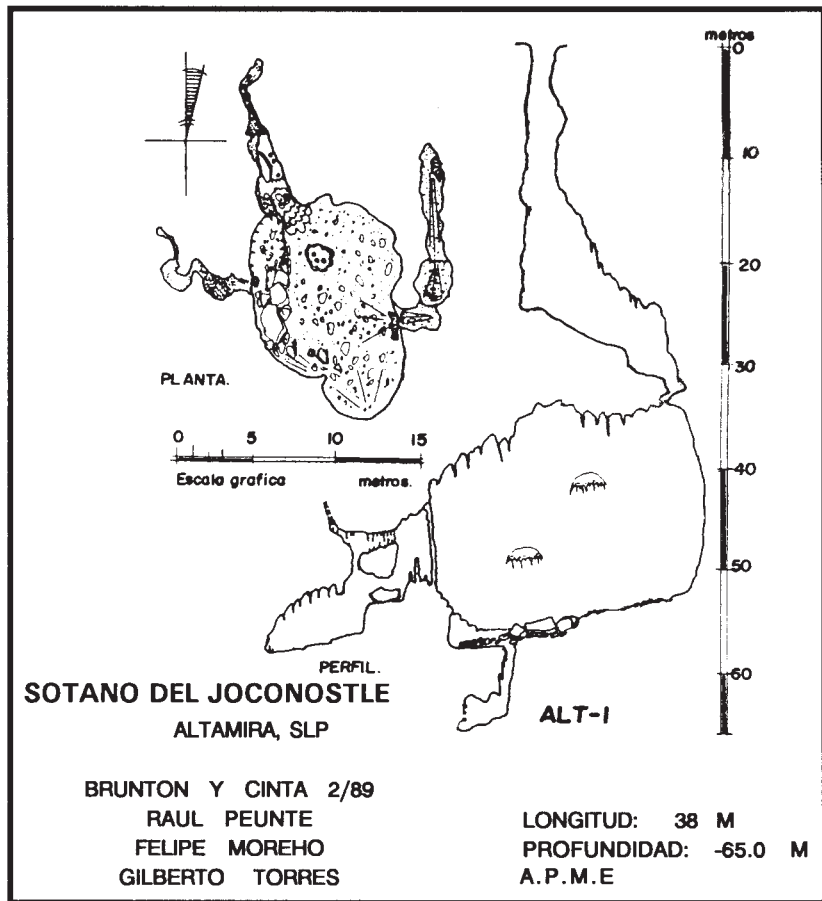 metros
0
10
20
30
40
50
60
PLANTA.
0 5 10 15
Escala grafica metros.
PERFIL.
SOTANO DEL JOCONOSTLE
ALTAMIRA, SLP
ALT-1
BRUNTON Y CINTA 2/89
RAUL PEUNTE
FELIPE MOREHO
GILBERTO TORRES
LONGITUD: 38 M
PROFUNDIDAD: -65.0 M
A.P.M.E